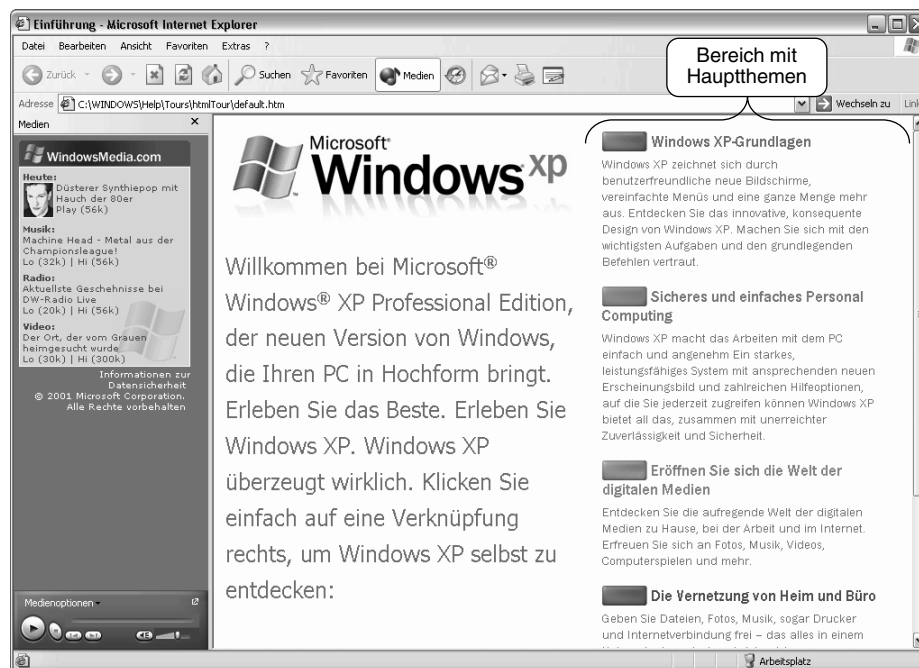 Einführung - Microsoft Internet Explorer
Datei Bearbeiten Ansicht Favoriten Extras ?
Bereich mit
Hauptthemen
Zurück Suchen Favoriten Medien
Adresse C:\WINDOWS\Help\Tours\htmlTour\default.htm Wechseln zu
Medien
WindowsMedia.com
Heute:
Düsterer Synthiepop mit
Hauch der 80er
Play (56k)
Musik:
Machine Head - Metal aus der
Championsleague!
Lo (32k) | Hi (56k)
Radio:
Aktuellste Geschehnisse bei
DW-Radio Live
Lo (20k) | Hi (56k)
Video:
Der Ort, der vom Grauen
heimgesucht wurde
Lo (30k) | Hi (300k)
Informationen zur
Datensicherheit
© 2001 Microsoft Corporation.
Alle Rechte vorbehalten
Medienoptionen
Microsoft®
Windows xp
Willkommen bei Microsoft®
Windows® XP Professional Edition,
der neuen Version von Windows,
die Ihren PC in Hochform bringt.
Erleben Sie das Beste. Erleben Sie
Windows XP. Windows XP
überzeugt wirklich. Klicken Sie
einfach auf eine Verknüpfung
rechts, um Windows XP selbst zu
entdecken:
Windows XP-Grundlagen
Windows XP zeichnet sich durch
benutzerfreundliche neue Bildschirme,
vereinfachte Menüs und eine ganze Menge mehr
aus. Entdecken Sie das innovative, konsequente
Design von Windows XP. Machen Sie sich mit den
wichtigsten Aufgaben und den grundlegenden
Befehlen vertraut.
Sicheres und einfaches Personal
Computing
Windows XP macht das Arbeiten mit dem PC
einfach und angenehm Ein starkes,
leistungsfähiges System mit ansprechenden neuen
Erscheinungsbild und zahlreichen Hilfeoptionen,
auf die Sie jederzeit zugreifen können Windows XP
bietet all das, zusammen mit unerreichter
Zuverlässigkeit und Sicherheit.
Eröffnen Sie sich die Welt der
digitalen Medien
Entdecken Sie die aufregende Welt der digitalen
Medien zu Hause, bei der Arbeit und im Internet.
Erfreuen Sie sich an Fotos, Musik, Videos,
Computerspielen und mehr.
Die Vernetzung von Heim und Büro
Geben Sie Dateien, Fotos, Musik, sogar Drucker
und Internetverbindung frei – das alles in einem
Arbeitsplatz